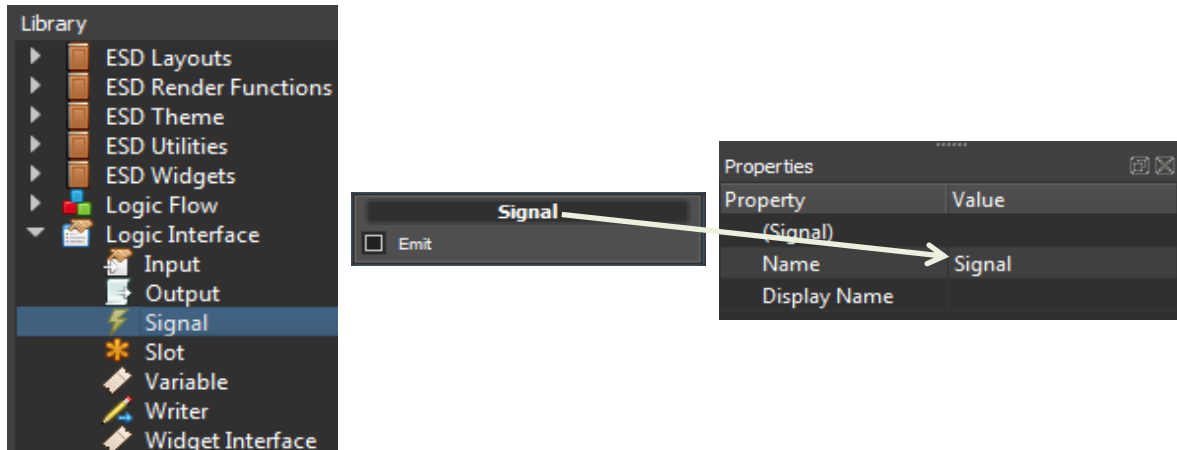 Library
ESD Layouts
ESD Render Functions
ESD Theme
ESD Utilities
ESD Widgets
Logic Flow
Logic Interface
Input
Output
Signal
Slot
Variable
Writer
Widget Interface
Signal
Emit
Properties
Property Value
(Signal)
Name Signal
Display Name